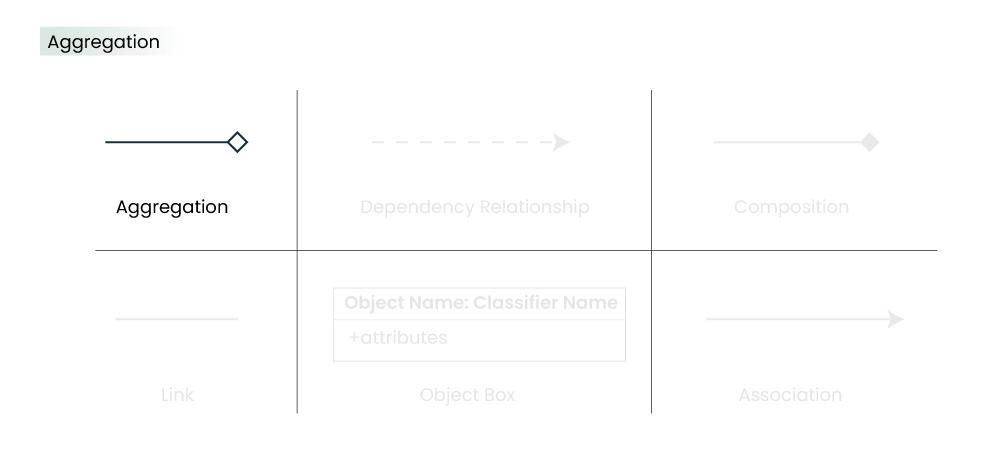 Aggregation
Aggregation
Dependency Relationship
Composition
Object Name: Classifier Name
+attributes
Link
Object Box
Association